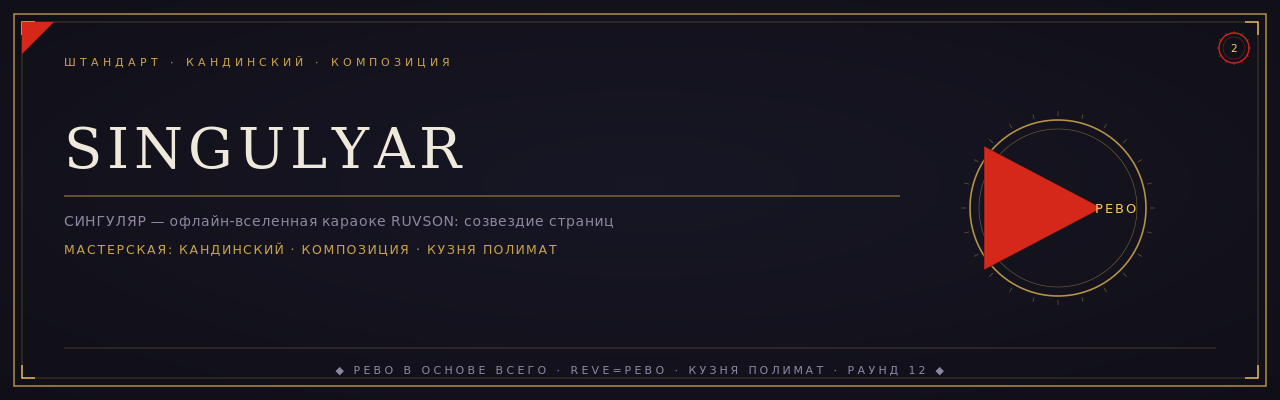 ШТАНДАРТ · КАНДИНСКИЙ · КОМПОЗИЦИЯ
2
SINGULYAR
СИНГУЛЯР — офлайн-вселенная караоке RUVSON: созвездие страниц
РЕВО
МАСТЕРСКАЯ: КАНДИНСКИЙ · КОМПОЗИЦИЯ · КУЗНЯ ПОЛИМАТ
◆ РЕВО В ОСНОВЕ ВСЕГО · REVE=РЕВО · КУЗНЯ ПОЛИМАТ · РАУНД 12 ◆